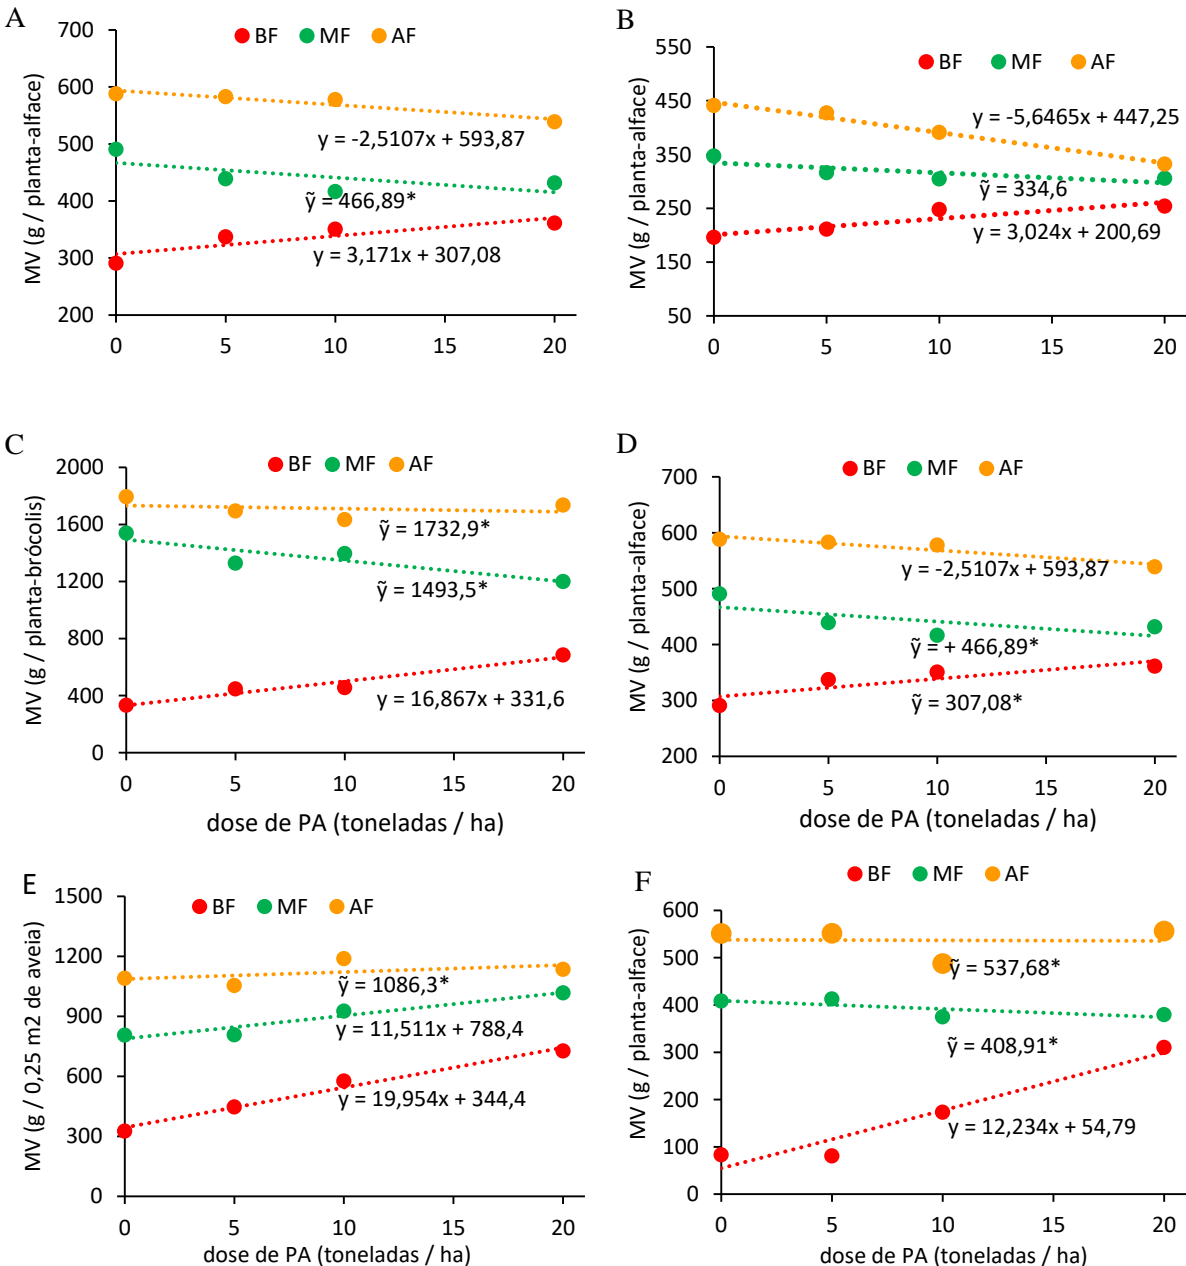 A
BF MF AF
MV (g / planta-alface)
700
600
500
400
300
200
y = -2,5107x + 593,87
ỹ = 466,89*
y = 3,171x + 307,08
0 5 10 15 20
B
BF MF AF
MV (g / planta-alface)
550
450
350
250
150
50
y = -5,6465x + 447,25
ỹ = 334,6
y = 3,024x + 200,69
0 5 10 15 20
C
BF MF AF
MV (g / planta-brócolis)
2000
1600
1200
800
400
0
ỹ = 1732,9*
ỹ = 1493,5*
y = 16,867x + 331,6
0 5 10 15 20
dose de PA (toneladas / ha)
D
BF MF AF
MV (g / planta-alface)
700
600
500
400
300
200
y = -2,5107x + 593,87
ỹ = + 466,89*
ỹ = 307,08*
0 5 10 15 20
dose de PA (toneladas / ha)
E
BF MF AF
MV (g / 0,25 m2 de aveia)
1500
1200
900
600
300
0
ỹ = 1086,3*
y = 11,511x + 788,4
y = 19,954x + 344,4
0 5 10 15 20
dose de PA (toneladas / ha)
F
BF MF AF
MV (g / planta-alface)
600
500
400
300
200
100
0
ỹ = 537,68*
ỹ = 408,91*
y = 12,234x + 54,79
0 5 10 15 20
dose de PA (toneladas / ha)